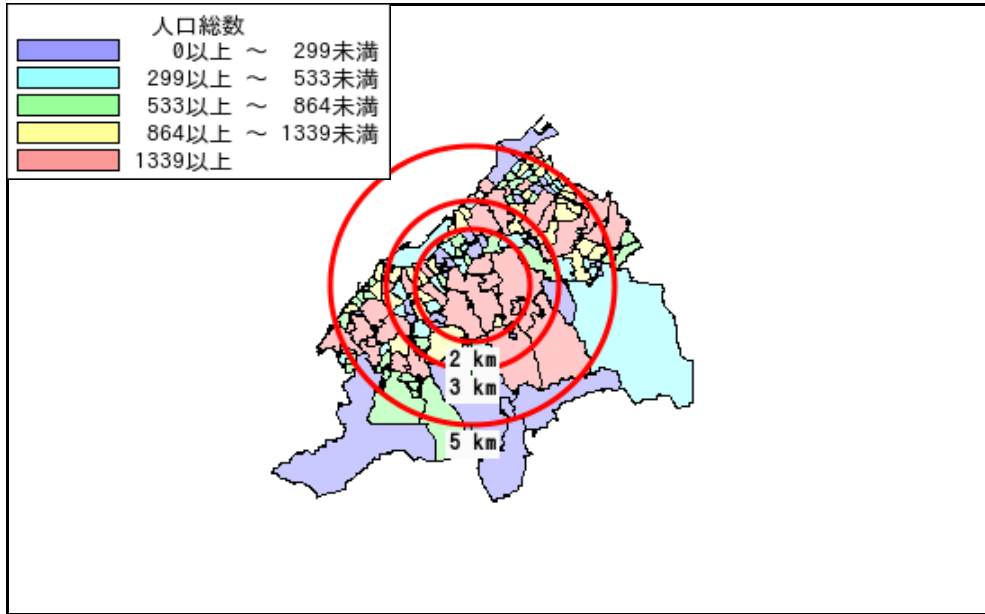 人口総数
0以上 ～ 299未満
299以上 ～ 533未満
533以上 ～ 864未満
864以上 ～ 1339未満
1339以上
2 km
3 km
5 km